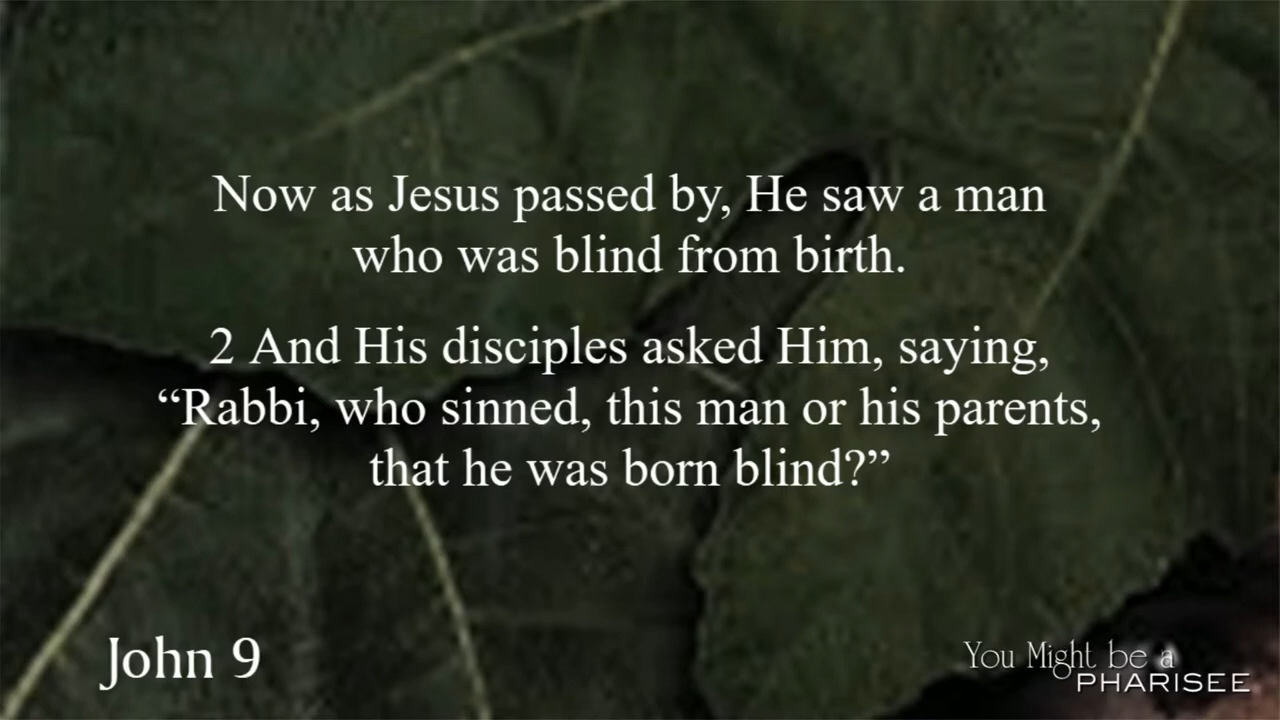 Now as Jesus passed by, He saw a man
who was blind from birth.
2 And His disciples asked Him, saying,
“Rabbi, who sinned, this man or his parents,
that he was born blind?”
John 9
You Might be a
PHARISEE